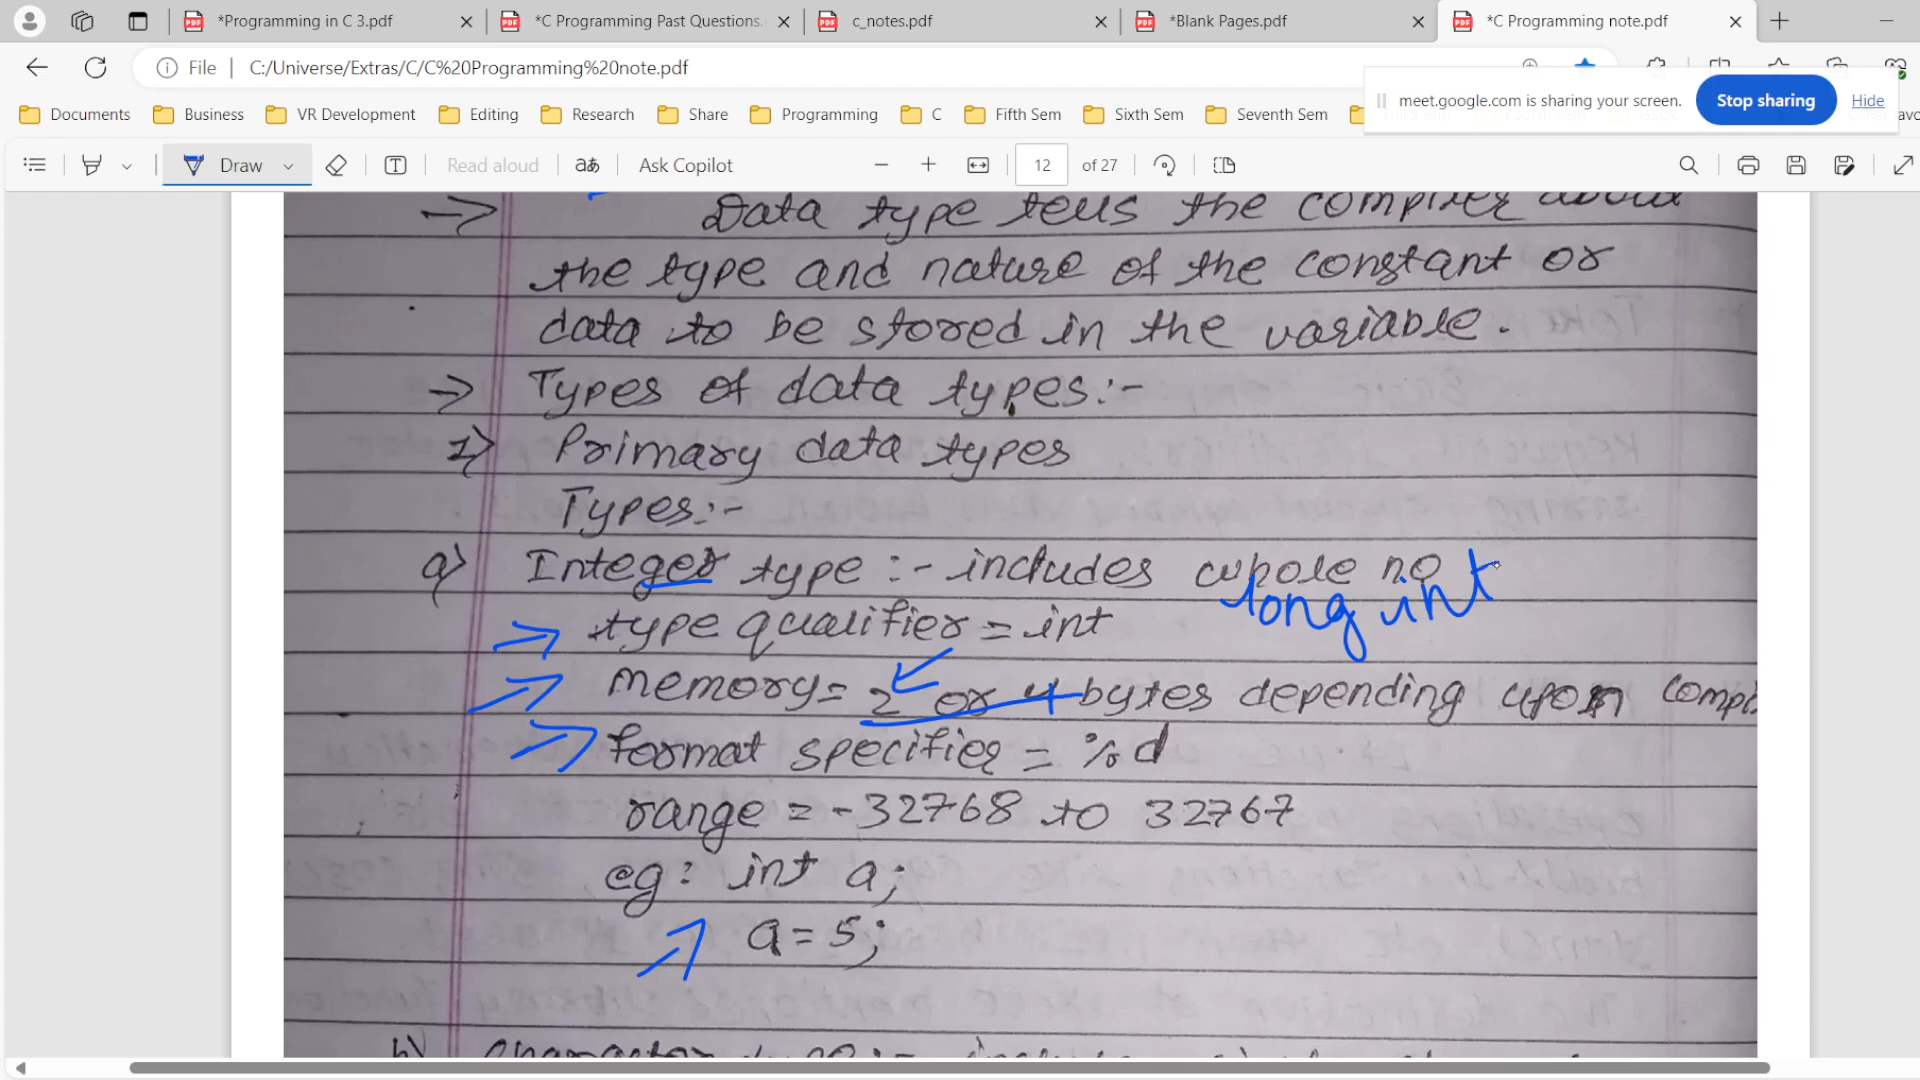 *Programming in C 3.pdf
*C Programming Past Questions.
c_notes.pdf
*Blank Pages.pdf
*C Programming note.pdf
File
C:/Universe/Extras/C/C%20Programming%20note.pdf
meet.google.com is sharing your screen.
Stop sharing
Hide
Documents
Business
VR Development
Editing
Research
Share
Programming
C
Fifth Sem
Sixth Sem
Seventh Sem
Draw
T
Read aloud
aあ
Ask Copilot
12
of 27
-> Data type tells the compiler about
the type and nature of the constant or
data to be stored in the variable.
-> Types of data types:-
1) Primary data types
Types:-
a) Integer type :- includes whole no
long int
type qualifier = int
memory= 2 or 4 bytes depending upon
format specifier = %d
range = -32768 to 32767
eg: int a;
a=5;
b) character type :-